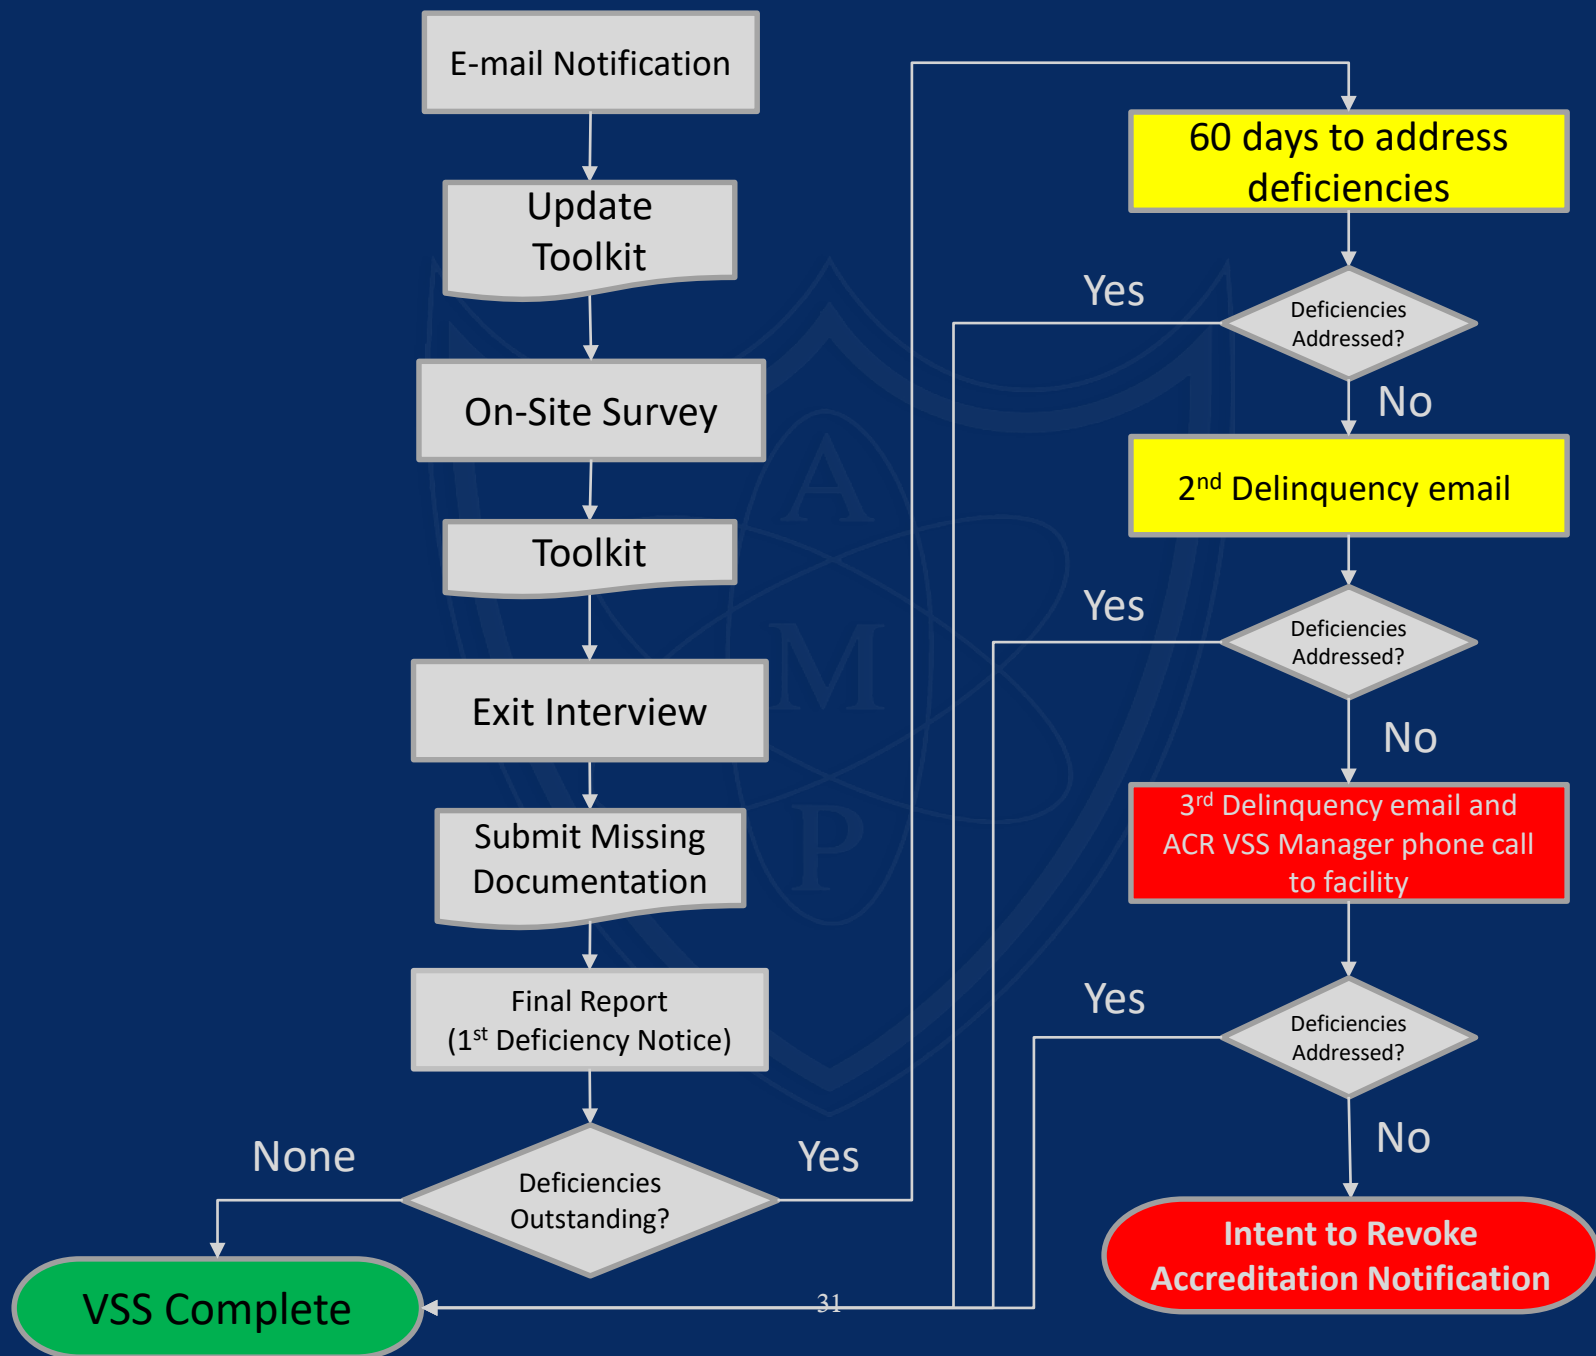 E-mail Notification
Update
Toolkit
On-Site Survey
Toolkit
Exit Interview
Submit Missing
Documentation
Final Report
(1st Deficiency Notice)
Deficiencies
Outstanding?
None
Yes
VSS Complete
60 days to address
deficiencies
Deficiencies
Addressed?
Yes
No
2nd Delinquency email
Deficiencies
Addressed?
Yes
No
3rd Delinquency email and
ACR VSS Manager phone call
to facility
Deficiencies
Addressed?
Yes
No
Intent to Revoke
Accreditation Notification
A
M
P
31